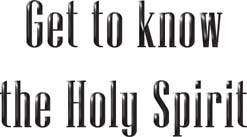 Get to know
the Holy Spirit